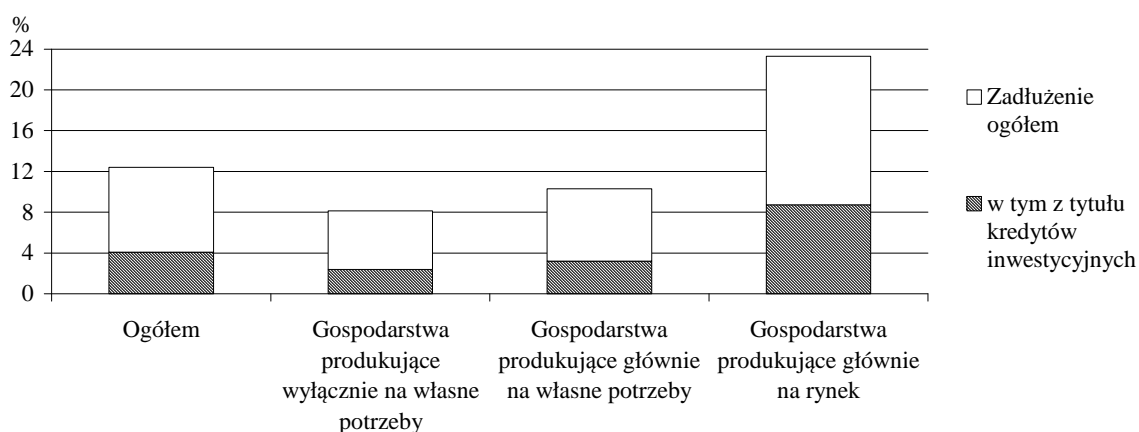 %
24
20
16
12
8
4
0
Zadłużenie
ogółem
w tym z tytułu
kredytów
inwestycyjnych
Ogółem
Gospodarstwa
produkujące
wyłącznie na własne
potrzeby
Gospodarstwa
produkujące głównie
na własne potrzeby
Gospodarstwa
produkujące głównie
na rynek